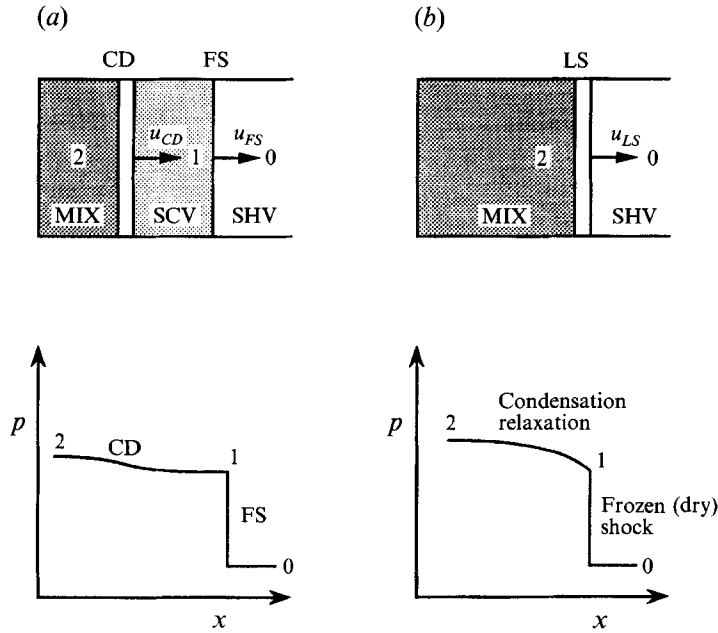 (a)
CD FS
u_CD u_FS
2 1 0
MIX SCV SHV
(b)
LS
u_LS
2 0
MIX SHV
p
2
CD
1
FS
0
x
p
Condensation
relaxation
2
1
Frozen (dry)
shock
0
x